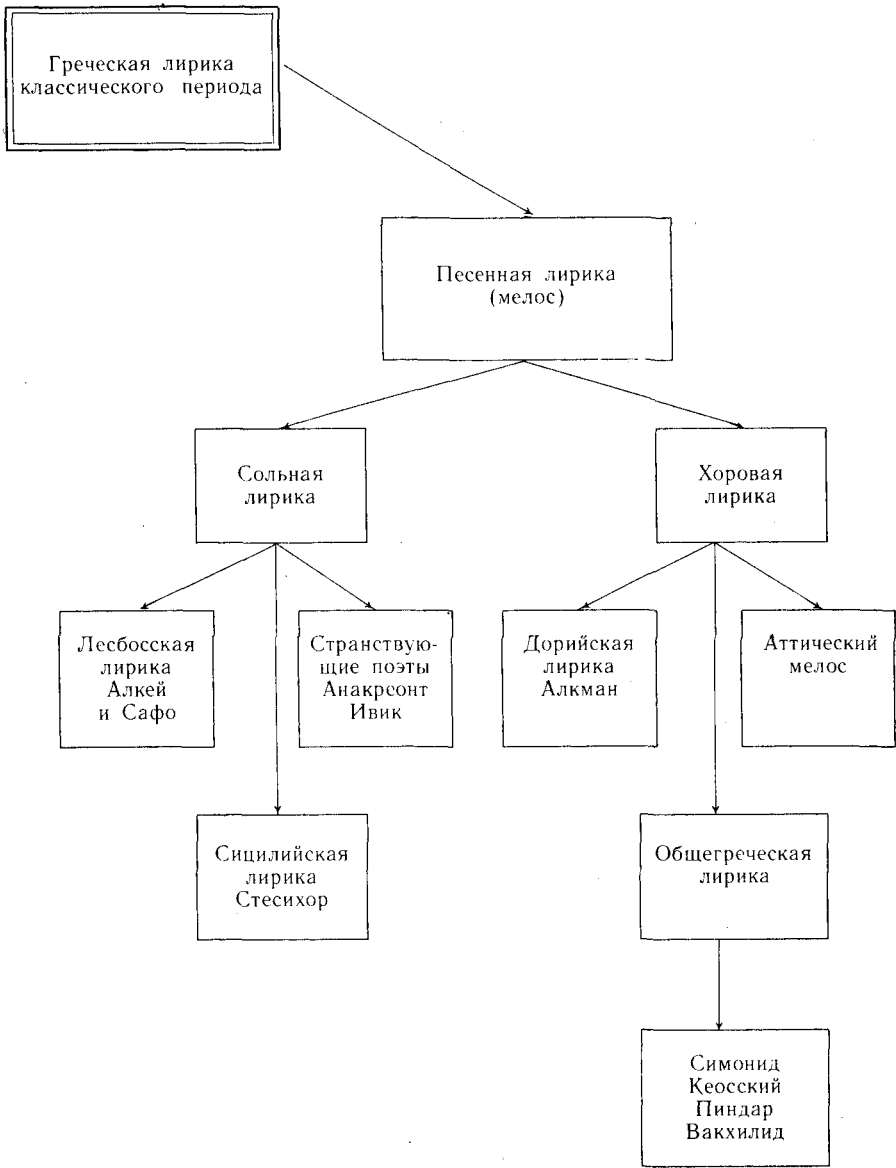 Греческая лирика
классического периода
Песенная лирика
(мелос)
Сольная
лирика
Хоровая
лирика
Лесбосская
лирика
Алкей
и Сафо
Странствую-
щие поэты
Анакреонт
Ивик
Дорийская
лирика
Алкман
Аттический
мелос
Сицилийская
лирика
Стесихор
Общегреческая
лирика
Симонид
Кеосский
Пиндар
Вакхилид